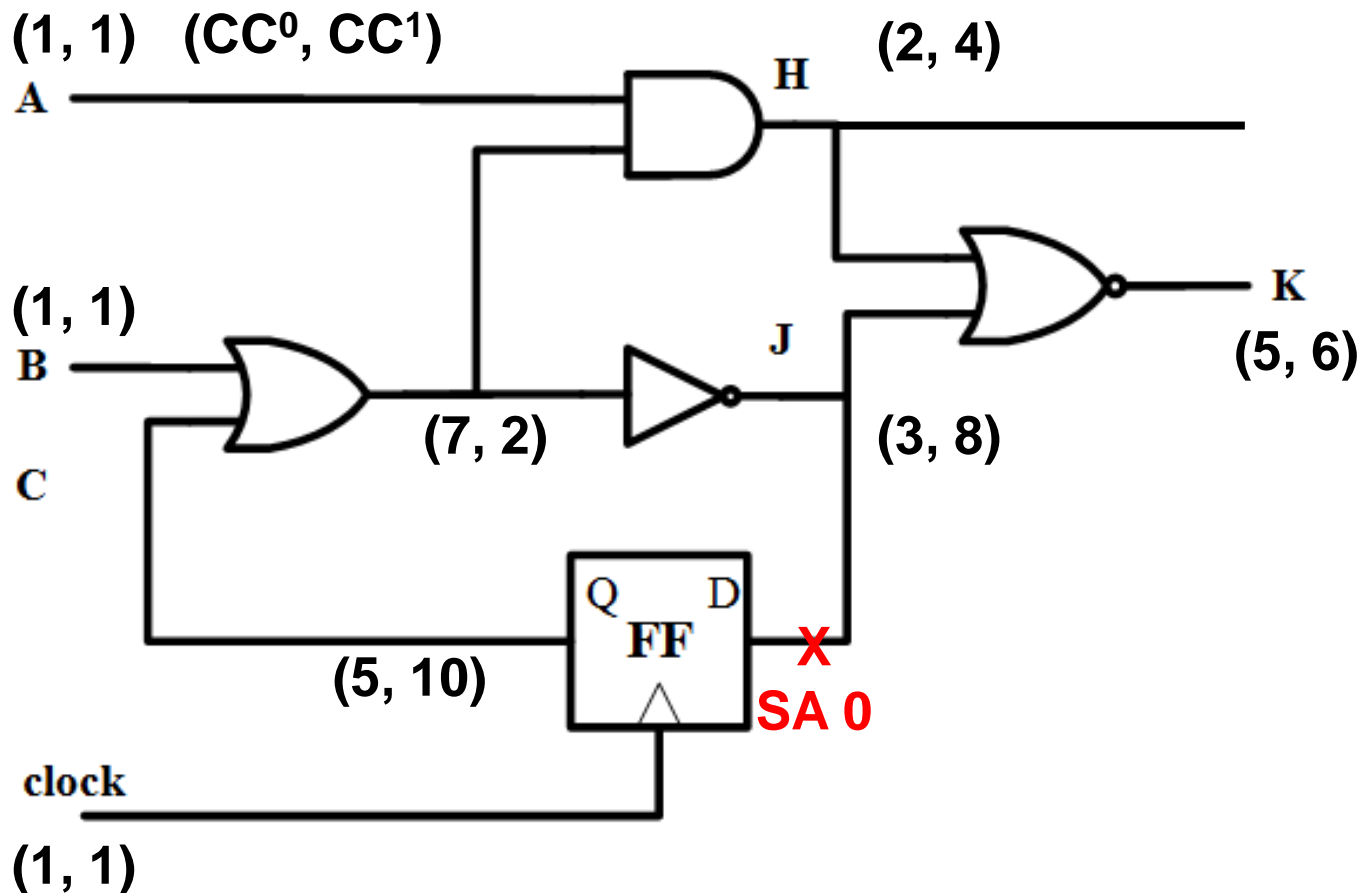 (1, 1) (CC⁰, CC¹) (2, 4)
A H
(1, 1)
B J K
(5, 6)
(7, 2) (3, 8)
C
Q D
FF X
(5, 10) SA 0
clock
(1, 1)